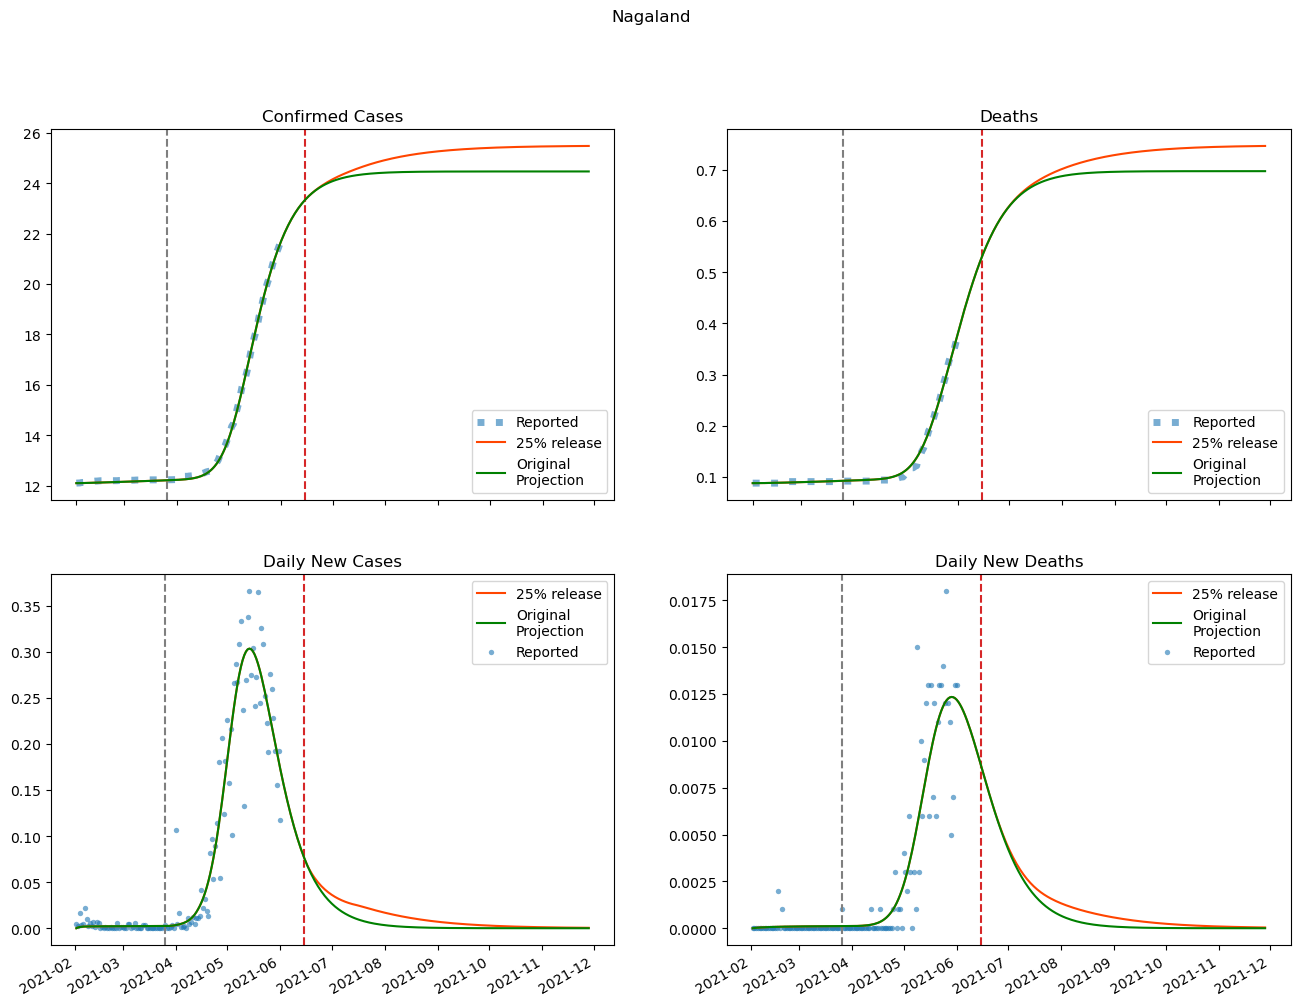 Nagaland
Confirmed Cases
26
24
22
20
18
16
14
12
Reported
25% release
Original
Projection
Deaths
0.7
0.6
0.5
0.4
0.3
0.2
0.1
Reported
25% release
Original
Projection
Daily New Cases
0.35
0.30
0.25
0.20
0.15
0.10
0.05
0.00
25% release
Original
Projection
Reported
2021-02
2021-03
2021-04
2021-05
2021-06
2021-07
2021-08
2021-09
2021-10
2021-11
2021-12
Daily New Deaths
0.0175
0.0150
0.0125
0.0100
0.0075
0.0050
0.0025
0.0000
25% release
Original
Projection
Reported
2021-02
2021-03
2021-04
2021-05
2021-06
2021-07
2021-08
2021-09
2021-10
2021-11
2021-12